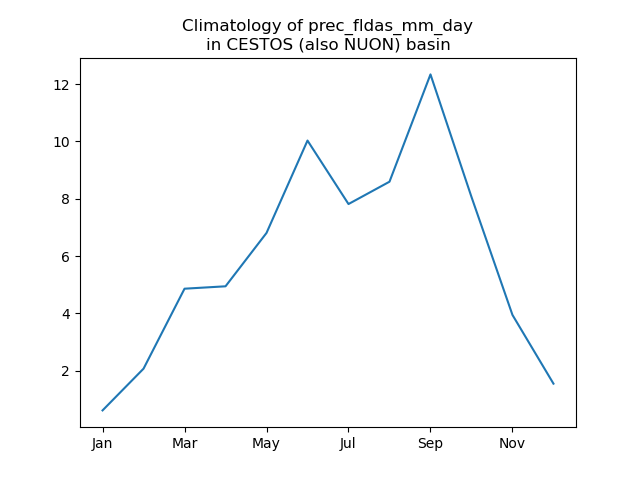 Climatology of prec_fldas_mm_day
in CESTOS (also NUON) basin
12
10
8
6
4
2
Jan Mar May Jul Sep Nov